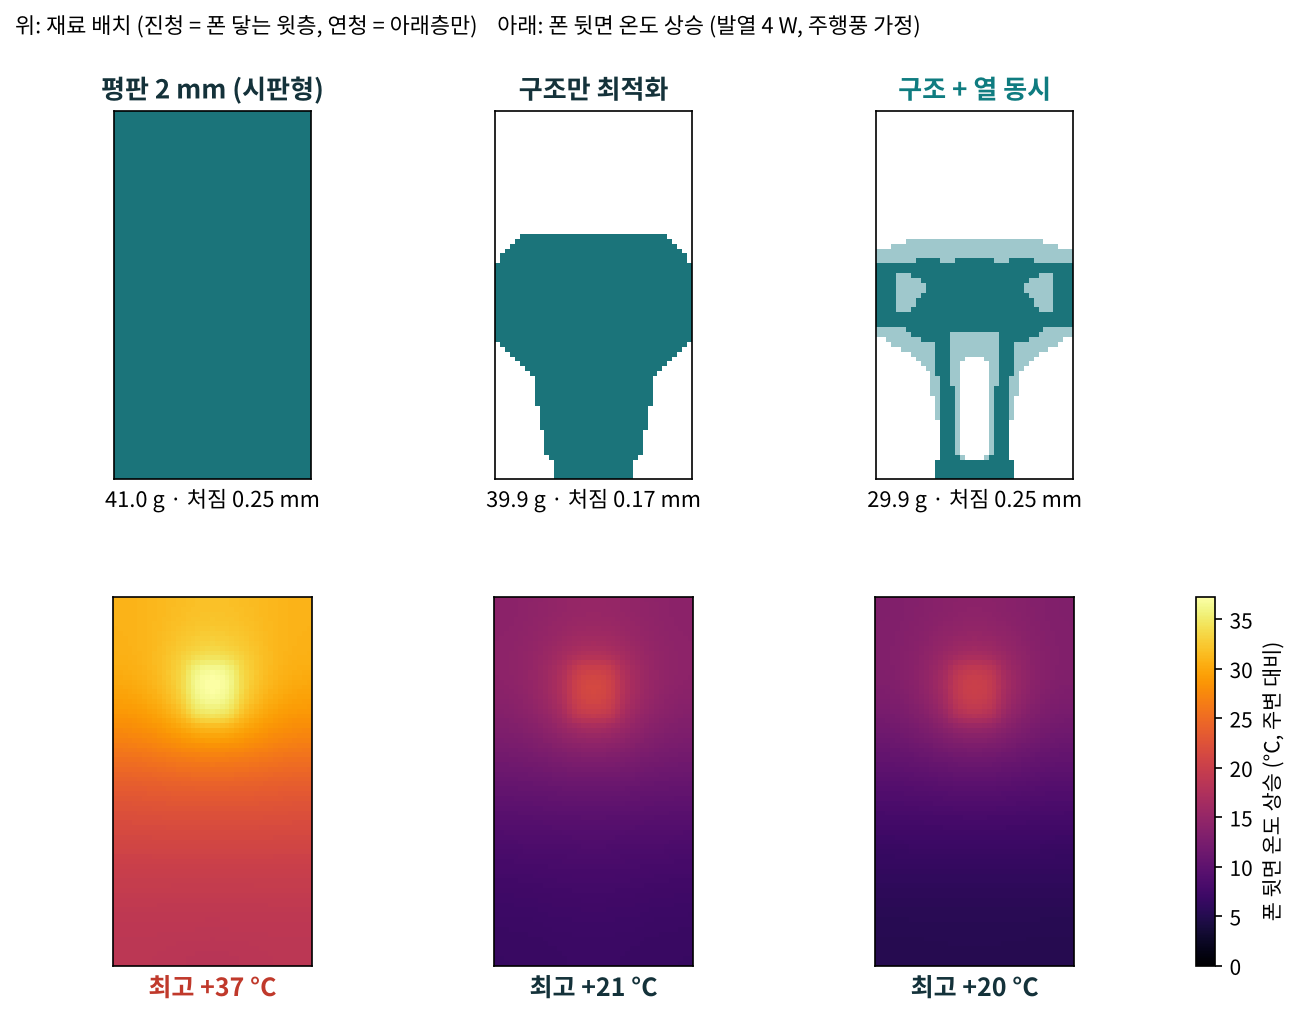 위: 재료 배치 (진청 = 폰 닿는 윗층, 연청 = 아래층만) 아래: 폰 뒷면 온도 상승 (발열 4 W, 주행풍 가정)
평판 2 mm (시판형)
구조만 최적화
구조 + 열 동시
41.0 g · 처짐 0.25 mm
39.9 g · 처짐 0.17 mm
29.9 g · 처짐 0.25 mm
35
30
25
20
15
10
5
0
폰 뒷면 온도 상승 (°C, 주변 대비)
최고 +37 °C
최고 +21 °C
최고 +20 °C